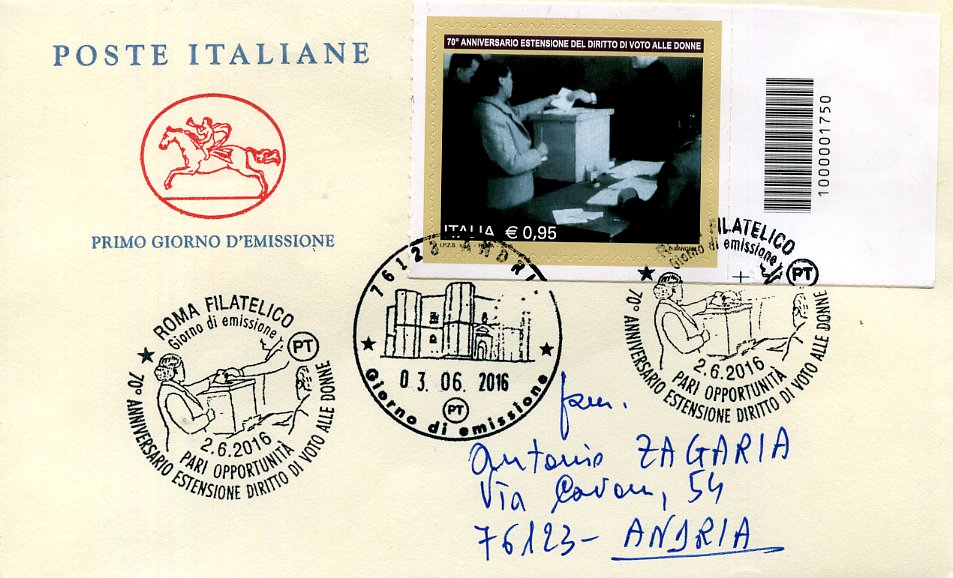 POSTE ITALIANE
PRIMO GIORNO D'EMISSIONE
70° ANNIVERSARIO ESTENSIONE DEL DIRITTO DI VOTO ALLE DONNE
ITALIA € 0,95
I.P.Z.S.
1000001750
ROMA FILATELICO
Giorno di emissione
PT
2.6.2016
PARI OPPORTUNITÀ
70° ANNIVERSARIO ESTENSIONE DIRITTO DI VOTO ALLE DONNE
76123 ANDRI
03.06.2016
PT
Giorno di emissione
FILATELICO
Giorno di emissione
PT
2.6.2016
PARI OPPORTUNITÀ
70° ANNIVERSARIO ESTENSIONE DIRITTO DI VOTO ALLE DONNE
fam.
Antonio ZAGARIA
Via Cavour, 54
76123- ANDRIA